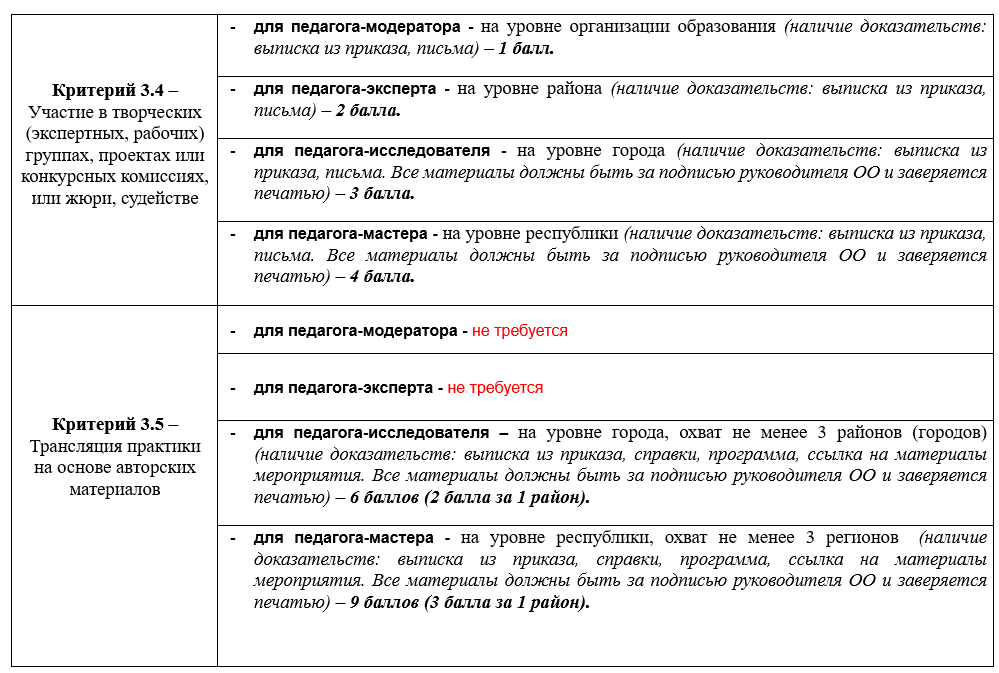 Критерий 3.4 –
Участие в творческих
(экспертных, рабочих)
группах, проектах или
конкурсных комиссиях,
или жюри, судействе
- для педагога-модератора - на уровне организации образования (наличие доказательств:
выписка из приказа, письма) – 1 балл.
- для педагога-эксперта - на уровне района (наличие доказательств: выписка из приказа,
письма) – 2 балла.
- для педагога-исследователя - на уровне города (наличие доказательств: выписка из
приказа, письма. Все материалы должны быть за подписью руководителя ОО и заверяется
печатью) – 3 балла.
- для педагога-мастера - на уровне республики (наличие доказательств: выписка из приказа,
письма. Все материалы должны быть за подписью руководителя ОО и заверяется
печатью) – 4 балла.
Критерий 3.5 –
Трансляция практики
на основе авторских
материалов
- для педагога-модератора - не требуется
- для педагога-эксперта - не требуется
- для педагога-исследователя – на уровне города, охват не менее 3 районов (городов)
(наличие доказательств: выписка из приказа, справки, программа, ссылка на материалы
мероприятия. Все материалы должны быть за подписью руководителя ОО и заверяется
печатью) – 6 баллов (2 балла за 1 район).
- для педагога-мастера - на уровне республики, охват не менее 3 регионов (наличие
доказательств: выписка из приказа, справки, программа, ссылка на материалы
мероприятия. Все материалы должны быть за подписью руководителя ОО и заверяется
печатью) – 9 баллов (3 балла за 1 район).